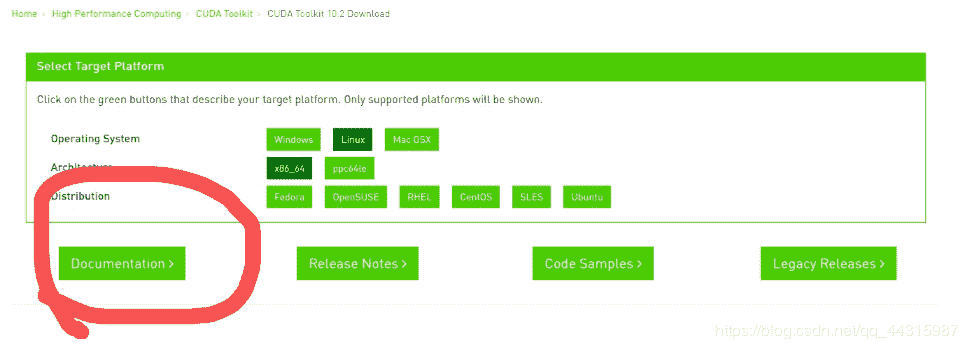 Home > High Performance Computing > CUDA Toolkit > CUDA Toolkit 10.2 Download
Select Target Platform
Click on the green buttons that describe your target platform. Only supported platforms will be shown.
Operating System Windows Linux Mac OSX
Architecture x86_64 ppc64le
Distribution Fedora OpenSUSE RHEL CentOS SLES Ubuntu
Documentation > Release Notes > Code Samples > Legacy Releases >
https://blog.csdn.net/qq_44315987